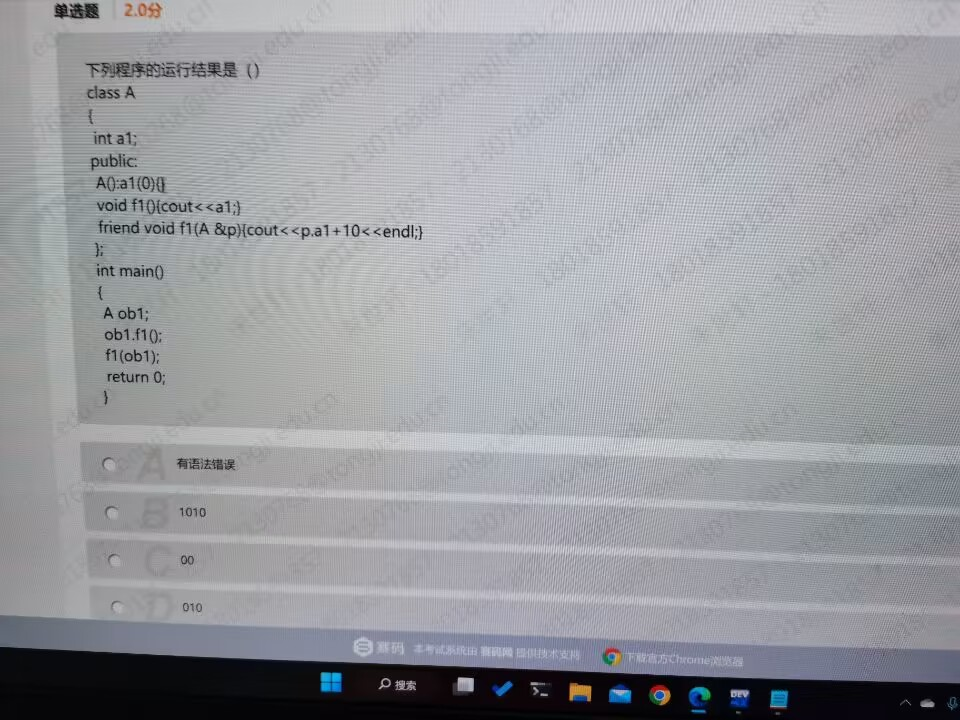 单选题 2.0分
下列程序的运行结果是（）
class A
{
int a1;
public:
A():a1(0){}
void f1(){cout<<a1;}
friend void f1(A &p){cout<<p.a1+10<<endl;}
};
int main()
{
A ob1;
ob1.f1();
f1(ob1);
return 0;
}
A 有语法错误
B 1010
C 00
D 010
赛码 本考试系统由 赛码网 提供技术支持 下载官方Chrome浏览器
搜索
DEV